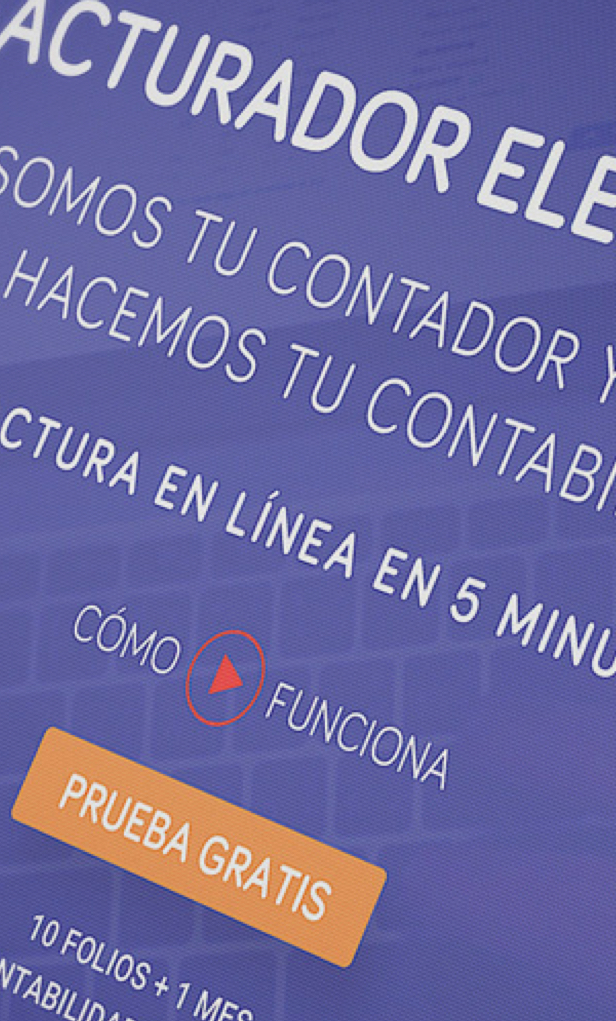 ACTURADOR ELE
SOMOS TU CONTADOR Y
HACEMOS TU CONTABI
CTURA EN LÍNEA EN 5 MINU
CÓMO FUNCIONA
PRUEBA GRATIS
10 FOLIOS + 1 MES
NTABILIDA